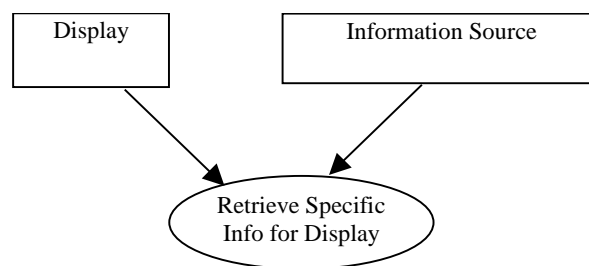 Display
Information Source
Retrieve Specific
Info for Display